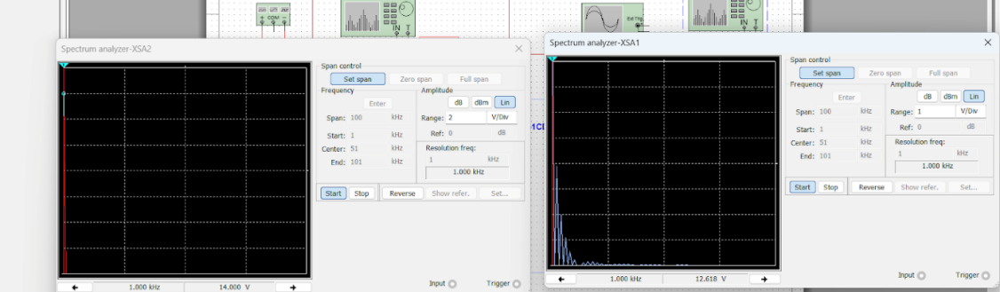 COM
IN T
Ext Trig
IN T
Spectrum analyzer-XSA2
Span control
Set span Zero span Full span
Frequency
Enter
Span: 100 kHz
Start: 1 kHz
Center: 51 kHz
End: 101 kHz
Amplitude
dB dBm Lin
Range: 2 V/Div
Ref: 0 dB
Resolution freq:
1 kHz
1.000 kHz
Start Stop Reverse Show refer. Set...
1.000 kHz 14.000 V
Input Trigger
Spectrum analyzer-XSA1
Span control
Set span Zero span Full span
Frequency
Enter
Span: 100 kHz
Start: 1 kHz
Center: 51 kHz
End: 101 kHz
Amplitude
dB dBm Lin
Range: 1 V/Div
Ref: 0 dB
Resolution freq:
1 kHz
1.000 kHz
Start Stop Reverse Show refer. Set...
1.000 kHz 12.618 V
Input Trigger